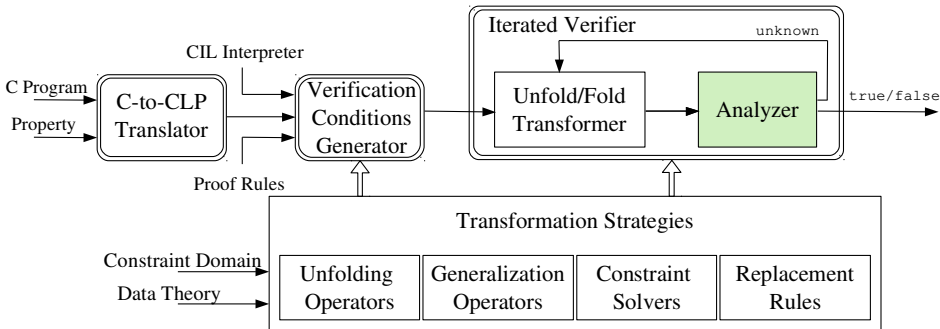 Iterated Verifier
unknown
CIL Interpreter
C Program
Property
C-to-CLP
Translator
Verification
Conditions
Generator
Unfold/Fold
Transformer
Analyzer
true/false
Proof Rules
Transformation Strategies
Constraint Domain
Data Theory
Unfolding
Operators
Generalization
Operators
Constraint
Solvers
Replacement
Rules